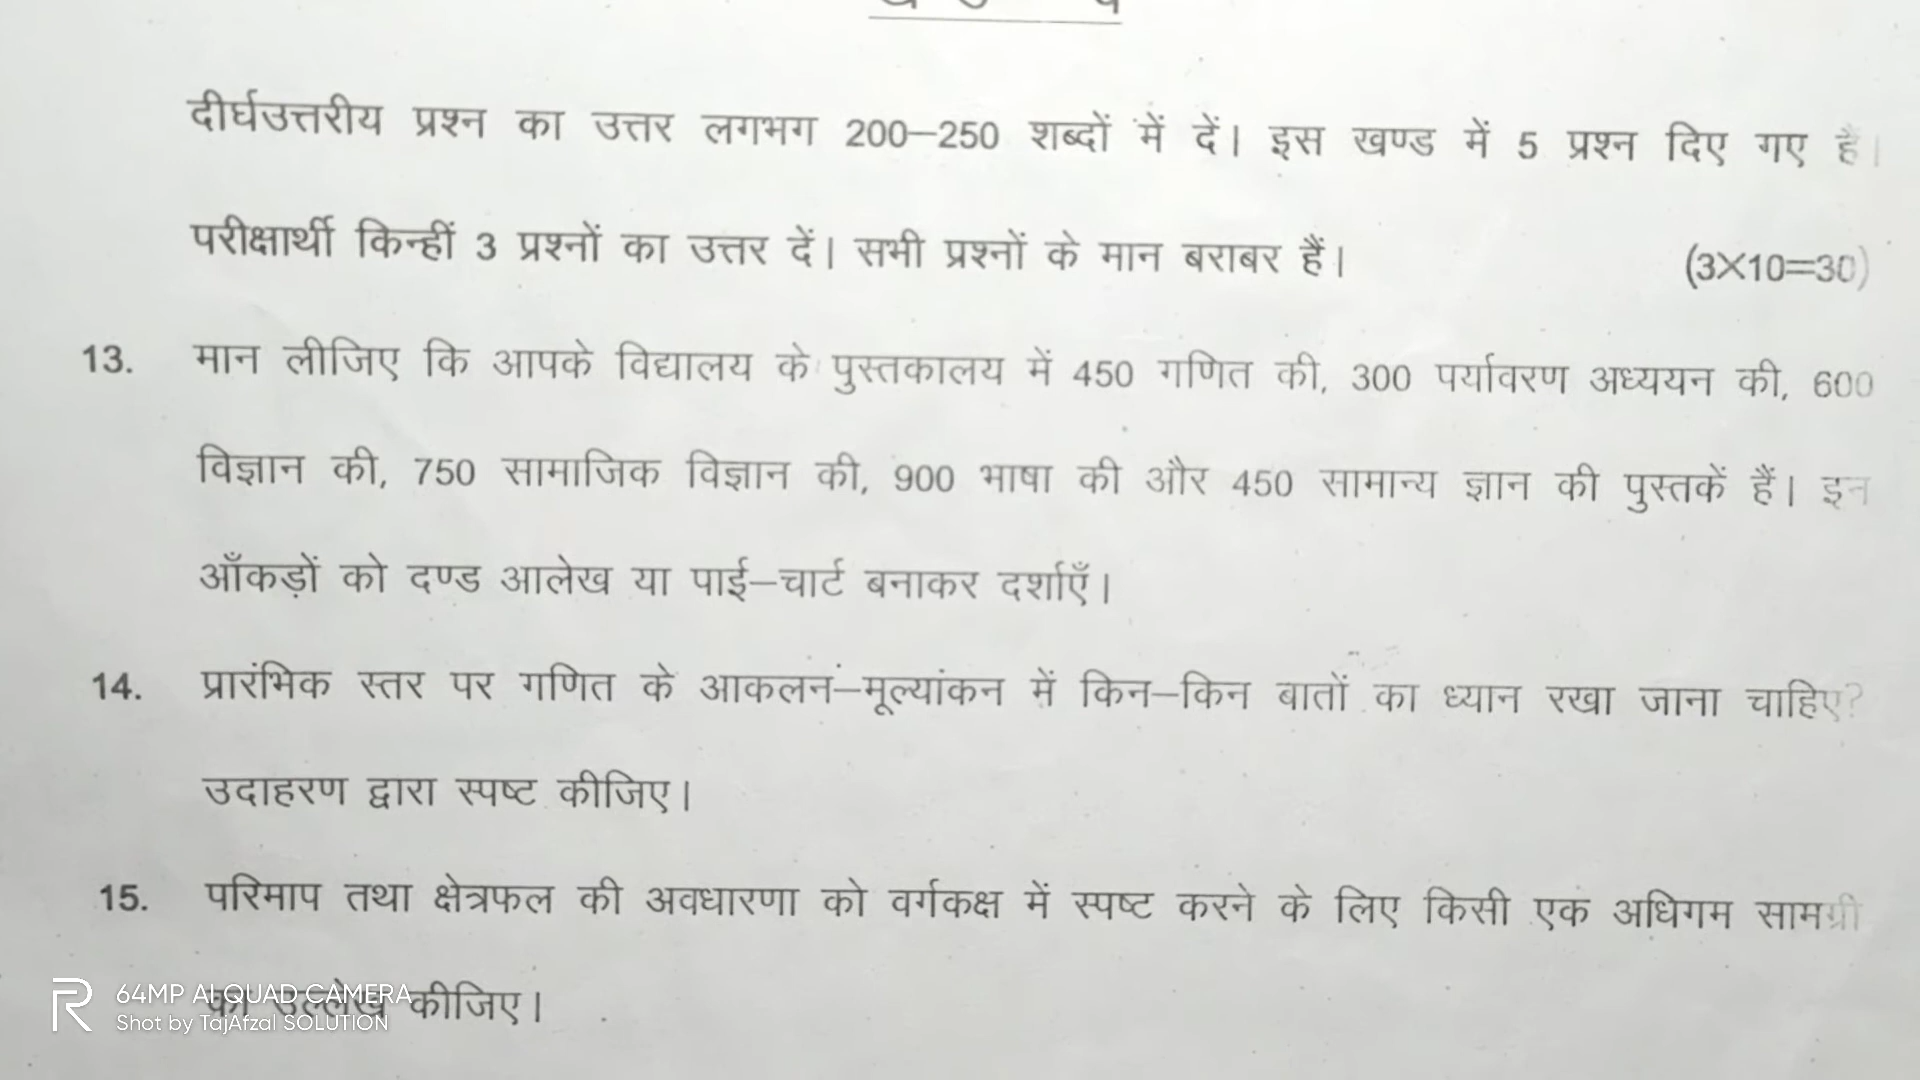 दीर्घउत्तरीय प्रश्न का उत्तर लगभग 200–250 शब्दों में दें। इस खण्ड में 5 प्रश्न दिए गए हैं।
परीक्षार्थी किन्हीं 3 प्रश्नों का उत्तर दें। सभी प्रश्नों के मान बराबर हैं। (3×10=30)
13. मान लीजिए कि आपके विद्यालय के पुस्तकालय में 450 गणित की, 300 पर्यावरण अध्ययन की, 600
विज्ञान की, 750 सामाजिक विज्ञान की, 900 भाषा की और 450 सामान्य ज्ञान की पुस्तकें हैं। इन
आँकड़ों को दण्ड आलेख या पाई–चार्ट बनाकर दर्शाएँ।
14. प्रारंभिक स्तर पर गणित के आकलन–मूल्यांकन में किन–किन बातों का ध्यान रखा जाना चाहिए?
उदाहरण द्वारा स्पष्ट कीजिए।
15. परिमाप तथा क्षेत्रफल की अवधारणा को वर्गकक्ष में स्पष्ट करने के लिए किसी एक अधिगम सामग्री
का उल्लेख कीजिए।
64MP AI QUAD CAMERA
Shot by TajAfzal SOLUTION